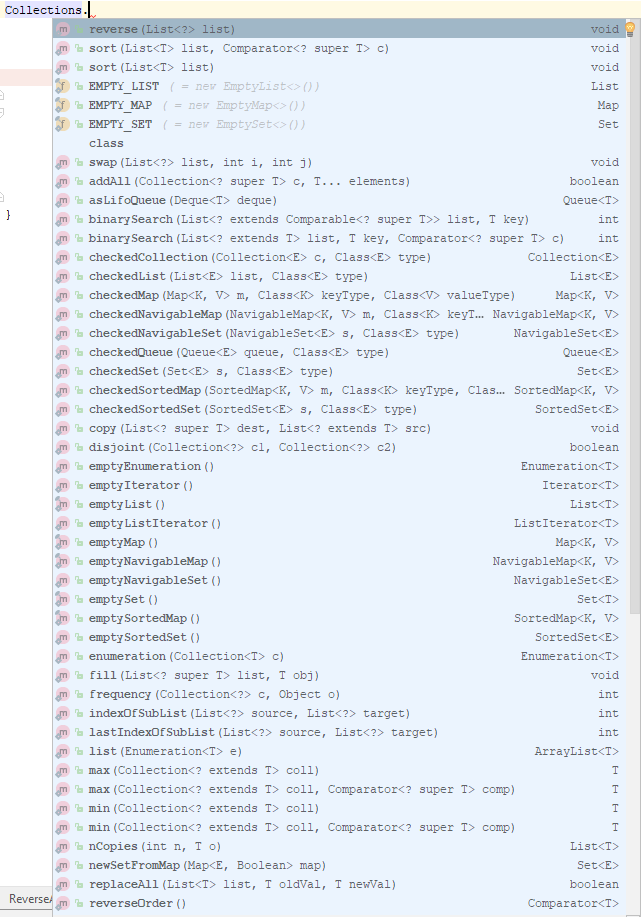 Collections.
reverse(List<?> list) void
sort(List<T> list, Comparator<? super T> c) void
sort(List<T> list) void
EMPTY_LIST ( = new EmptyList<>()) List
EMPTY_MAP ( = new EmptyMap<>()) Map
EMPTY_SET ( = new EmptySet<>()) Set
class
swap(List<?> list, int i, int j) void
addAll(Collection<? super T> c, T... elements) boolean
asLifoQueue(Deque<T> deque) Queue<T>
binarySearch(List<? extends Comparable<? super T>> list, T key) int
binarySearch(List<? extends T> list, T key, Comparator<? super T> c) int
checkedCollection(Collection<E> c, Class<E> type) Collection<E>
checkedList(List<E> list, Class<E> type) List<E>
checkedMap(Map<K, V> m, Class<K> keyType, Class<V> valueType) Map<K, V>
checkedNavigableMap(NavigableMap<K, V> m, Class<K> keyT... NavigableMap<K, V>
checkedNavigableSet(NavigableSet<E> s, Class<E> type) NavigableSet<E>
checkedQueue(Queue<E> queue, Class<E> type) Queue<E>
checkedSet(Set<E> s, Class<E> type) Set<E>
checkedSortedMap(SortedMap<K, V> m, Class<K> keyType, Clas... SortedMap<K, V>
checkedSortedSet(SortedSet<E> s, Class<E> type) SortedSet<E>
}
copy(List<? super T> dest, List<? extends T> src) void
disjoint(Collection<?> c1, Collection<?> c2) boolean
emptyEnumeration() Enumeration<T>
emptyIterator() Iterator<T>
emptyList() List<T>
emptyListIterator() ListIterator<T>
emptyMap() Map<K, V>
emptyNavigableMap() NavigableMap<K, V>
emptyNavigableSet() NavigableSet<E>
emptySet() Set<T>
emptySortedMap() SortedMap<K, V>
emptySortedSet() SortedSet<E>
enumeration(Collection<T> c) Enumeration<T>
fill(List<? super T> list, T obj) void
frequency(Collection<?> c, Object o) int
indexOfSubList(List<?> source, List<?> target) int
lastIndexOfSubList(List<?> source, List<?> target) int
list(Enumeration<T> e) ArrayList<T>
max(Collection<? extends T> coll) T
max(Collection<? extends T> coll, Comparator<? super T> comp) T
min(Collection<? extends T> coll) T
min(Collection<? extends T> coll, Comparator<? super T> comp) T
nCopies(int n, T o) List<T>
newSetFromMap(Map<E, Boolean> map) Set<E>
replaceAll(List<T> list, T oldVal, T newVal) boolean
ReverseA
reverseOrder() Comparator<T>